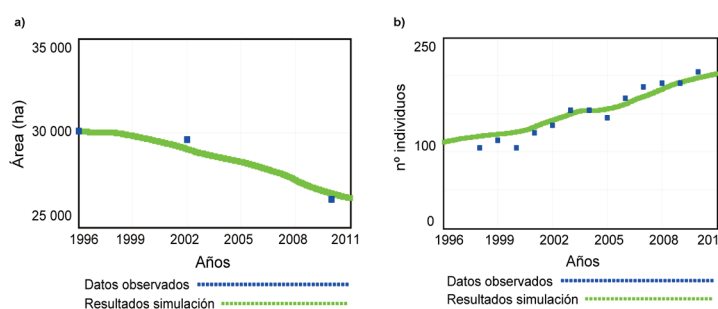 a)
35 000
30 000
25 000
Área (ha)
1996 1999 2002 2005 2008 2011
Años
Datos observados
Resultados simulación
b)
250
100
0
nº individuos
1996 1999 2002 2005 2008 201
Años
Datos observados
Resultados simulación